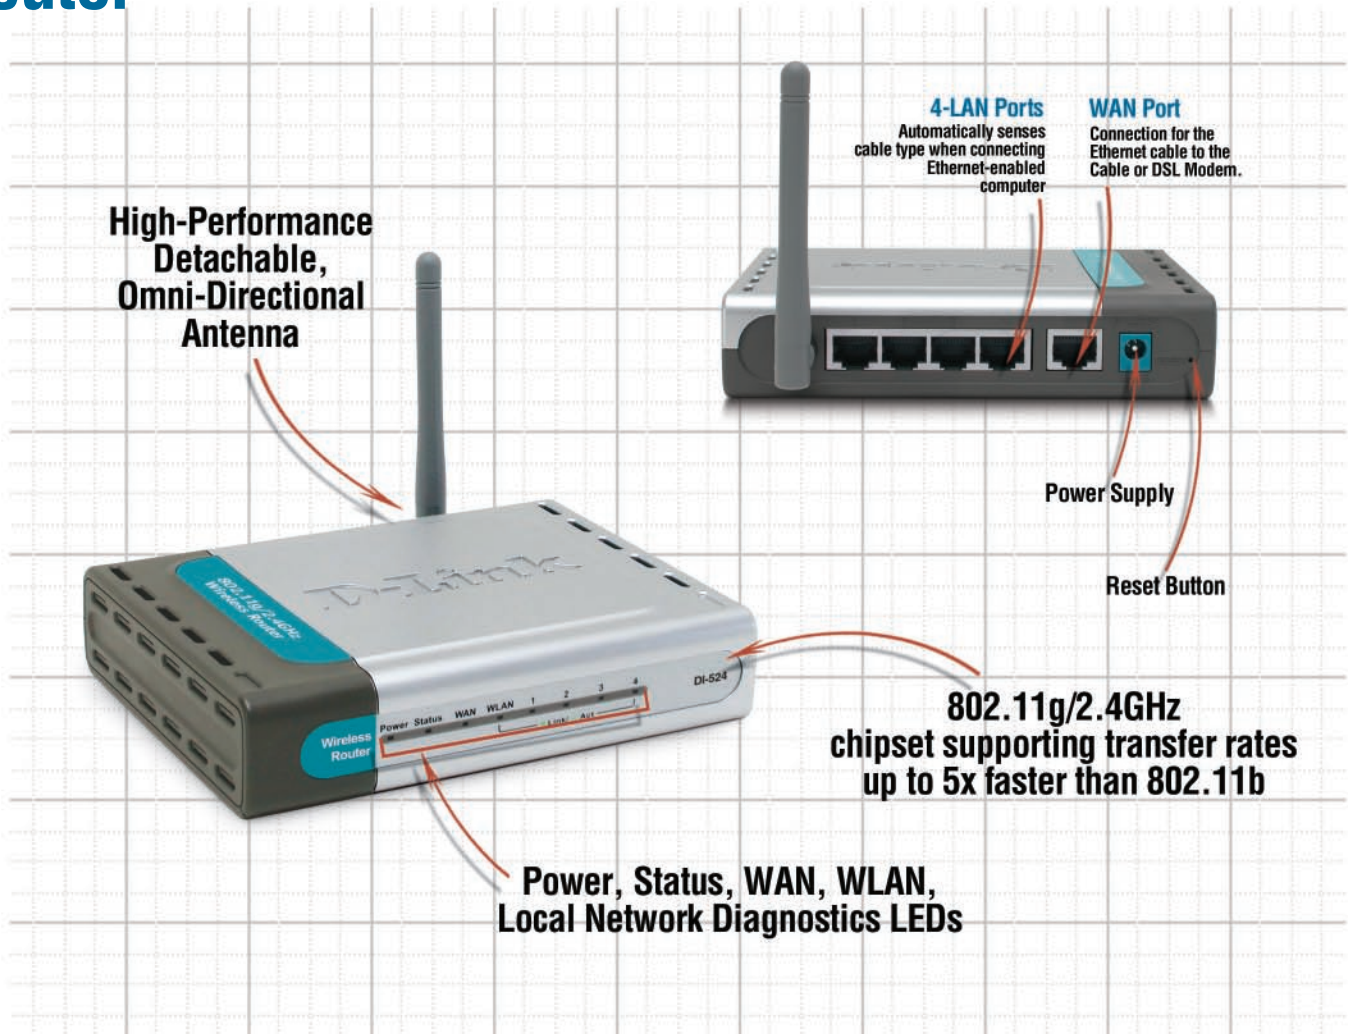 4-LAN Ports
Automatically senses
cable type when connecting
Ethernet-enabled
computer
WAN Port
Connection for the
Ethernet cable to the
Cable or DSL Modem.
High-Performance
Detachable,
Omni-Directional
Antenna
Power Supply
Reset Button
D-Link
802.11g/2.4GHz
Wireless Router
DI-524
Power Status WAN WLAN 1 2 3 4
Link/
Wireless
Router
802.11g/2.4GHz
chipset supporting transfer rates
up to 5x faster than 802.11b
Power, Status, WAN, WLAN,
Local Network Diagnostics LEDs